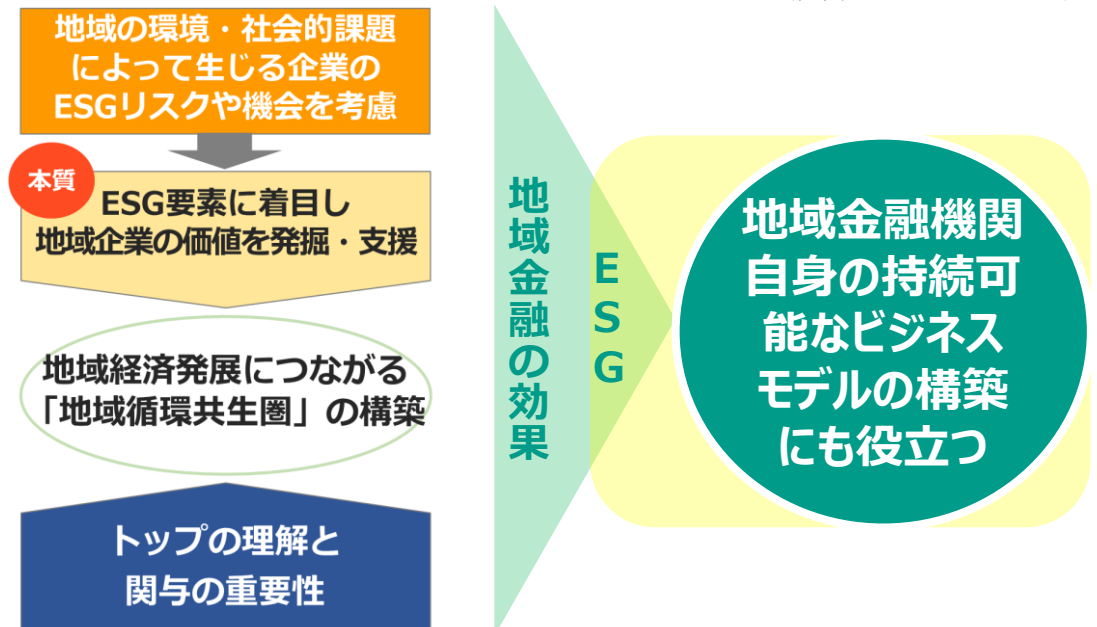 地域の環境・社会的課題
によって生じる企業の
ESGリスクや機会を考慮
本質
ESG要素に着目し
地域企業の価値を発掘・支援
地域経済発展につながる
「地域循環共生圏」の構築
トップの理解と
関与の重要性
地域金融の効果
ESG
地域金融機関
自身の持続可
能なビジネス
モデルの構築
にも役立つ